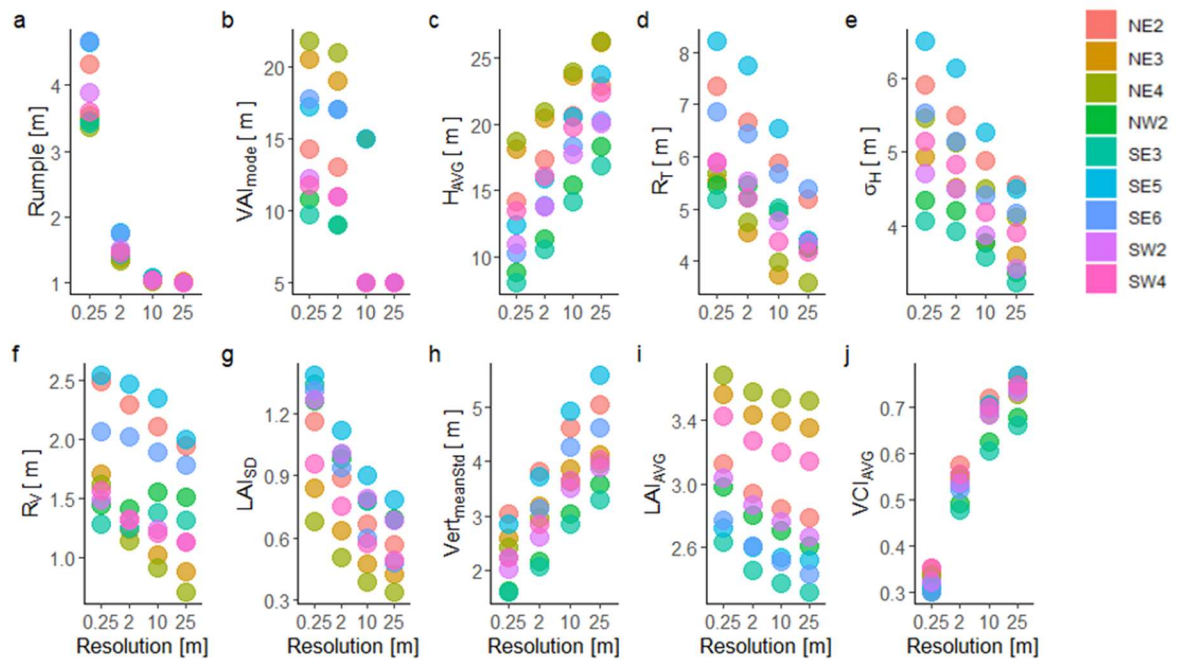 a b c d e
Rumple [m]
4
3
2
1
0.25 2 10 25
VAImode [ m]
20
15
10
5
0.25 2 10 25
HAVG [ m ]
25
20
15
10
0.25 2 10 25
RT [ m ]
8
7
6
5
4
0.25 2 10 25
σH [ m ]
6
5
4
0.25 2 10 25
NE2
NE3
NE4
NW2
SE3
SE5
SE6
SW2
SW4
f g h i j
RV [ m ]
2.5
2.0
1.5
1.0
0.25 2 10 25
Resolution [m]
LAISD
1.2
0.9
0.6
0.3
0.25 2 10 25
Resolution [m]
VertmeanStd [ m ]
5
4
3
2
0.25 2 10 25
Resolution [m]
LAIAVG
3.4
3.0
2.6
0.25 2 10 25
Resolution [m]
VCIAVG
0.7
0.6
0.5
0.4
0.3
0.25 2 10 25
Resolution [m]